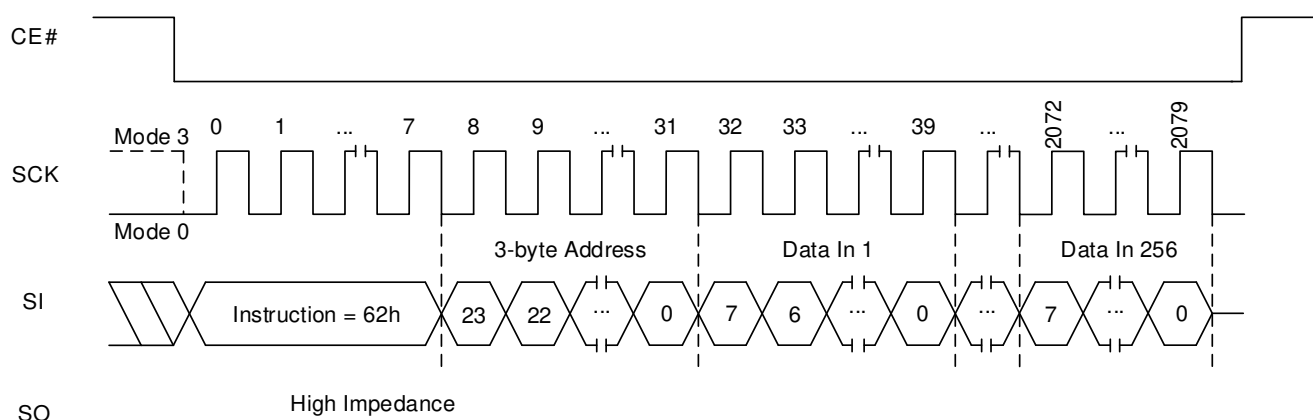 CE#
Mode 3
0 1 ... 7 8 9 ... 31 32 33 ... 39 ... 2072 ... 2079
SCK
Mode 0
3-byte Address Data In 1 Data In 256
SI
Instruction = 62h 23 22 ... 0 7 6 ... 0 ... 7 ... 0
High Impedance
SO